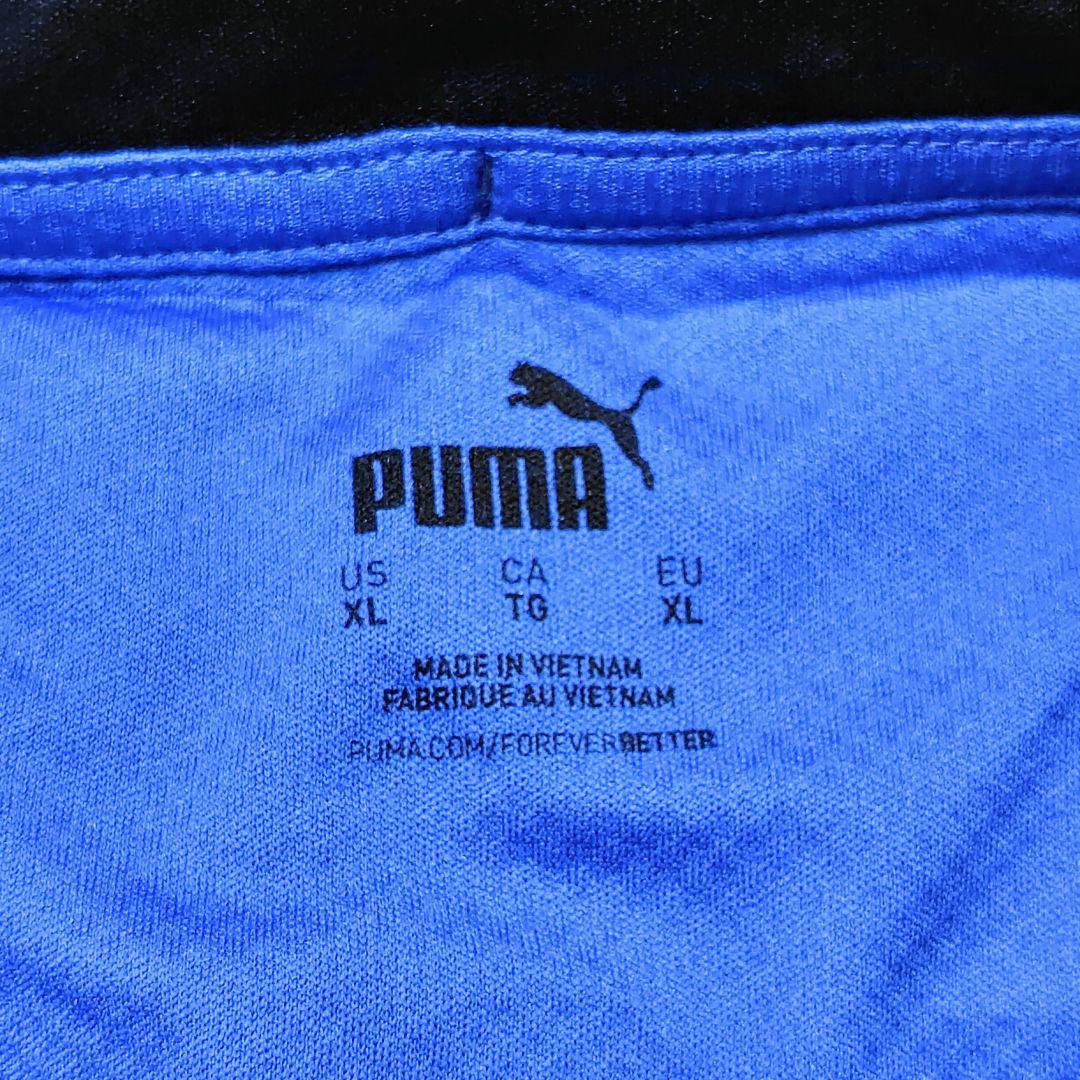 PUMA
US CA EU
XL TG XL
MADE IN VIETNAM
FABRIQUE AU VIETNAM
PUMA.COM/FOREVERBETTER